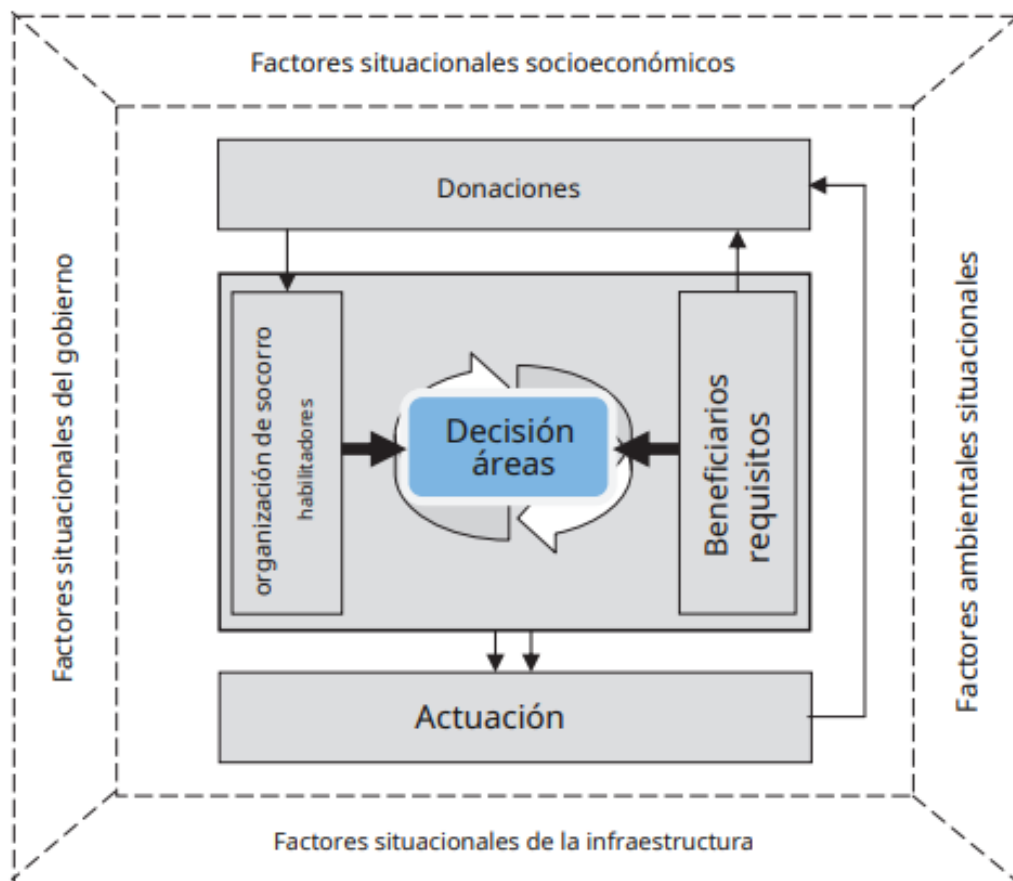 Factores situacionales socioeconómicos
Donaciones
Factores situacionales del gobierno
organización de socorro
habilitadores
Decisión
áreas
Beneficiarios
requisitos
Factores ambientales situacionales
Actuación
Factores situacionales de la infraestructura